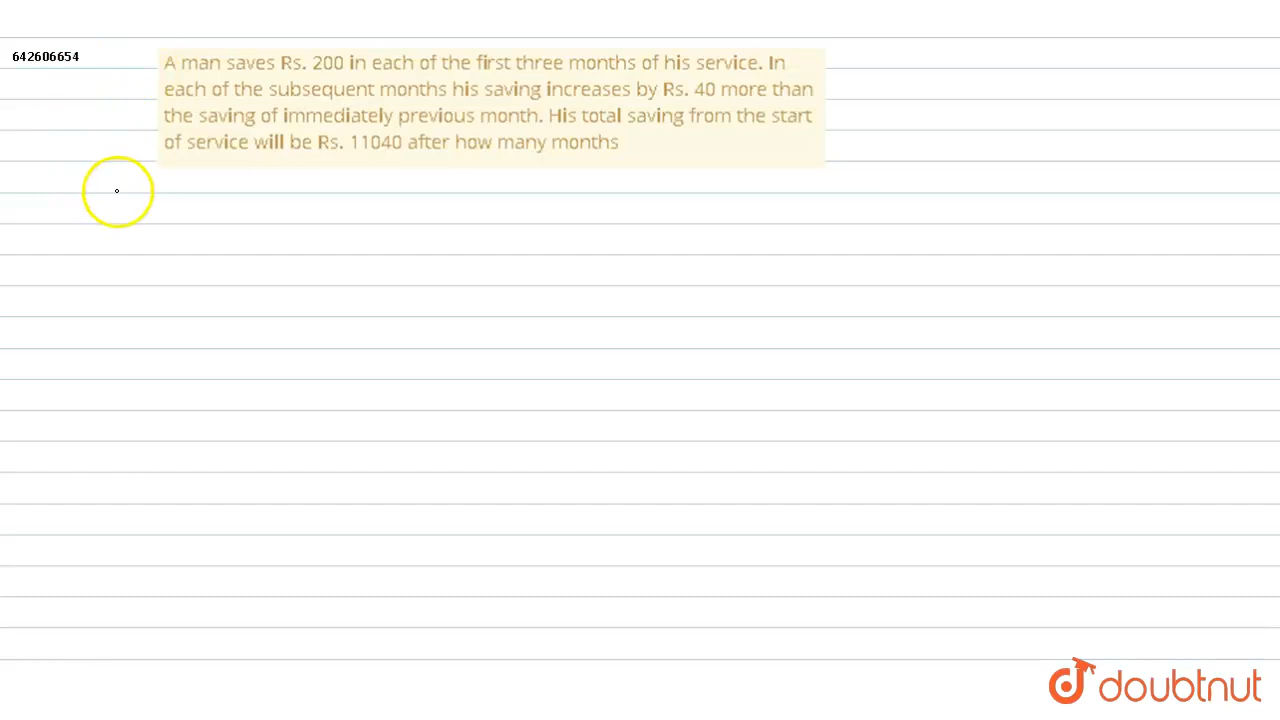 642606654
A man saves Rs. 200 in each of the first three months of his service. In
each of the subsequent months his saving increases by Rs. 40 more than
the saving of immediately previous month. His total saving from the start
of service will be Rs. 11040 after how many months
doubtnut